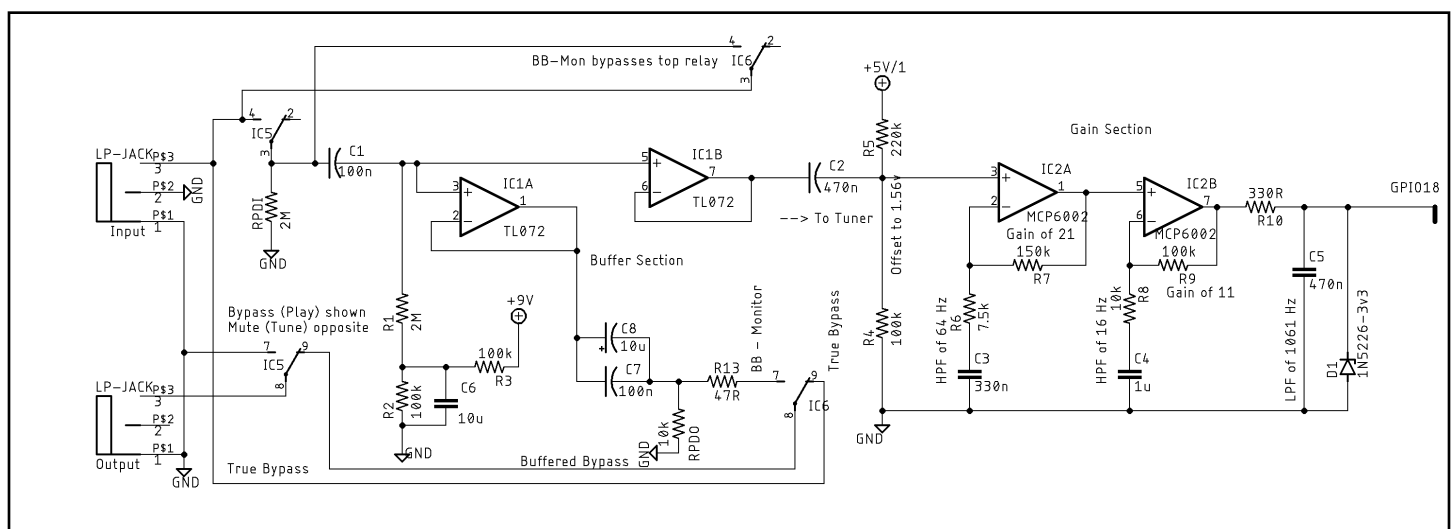 4
2
BB-Mon bypasses top relay
IC6
3
+5V/1
4
2
IC5
3
R5
220k
Gain Section
LP-JACK
P$3
3
P$2
2
GND
P$1
1
Input
C1
100n
RPDI
2M
GND
3
2
1
IC1A
TL072
5
6
7
IC1B
TL072
C2
470n
--> To Tuner
Offset to 1.56v
3
2
1
IC2A
MCP6002
Gain of 21
150k
R7
5
6
7
IC2B
MCP6002
100k
R9
Gain of 11
330R
R10
GPIO18
C5
470n
Buffer Section
Bypass (Play) shown
Mute (Tune) opposite
R1
2M
+9V
100k
R3
7
9
IC5
8
R2
100k
C6
10u
GND
+
C8
10u
C7
100n
R13
47R
BB - Monitor
7
9
IC6
8
True Bypass
R4
100k
HPF of 64 Hz
R6
7.5k
C3
330n
HPF of 16 Hz
10k
R8
C4
1u
LPF of 1061 Hz
D1
1N5226-3v3
LP-JACK
P$3
3
P$2
2
P$1
1
Output
GND
True Bypass
Buffered Bypass
GND
10k
RPDO
GND